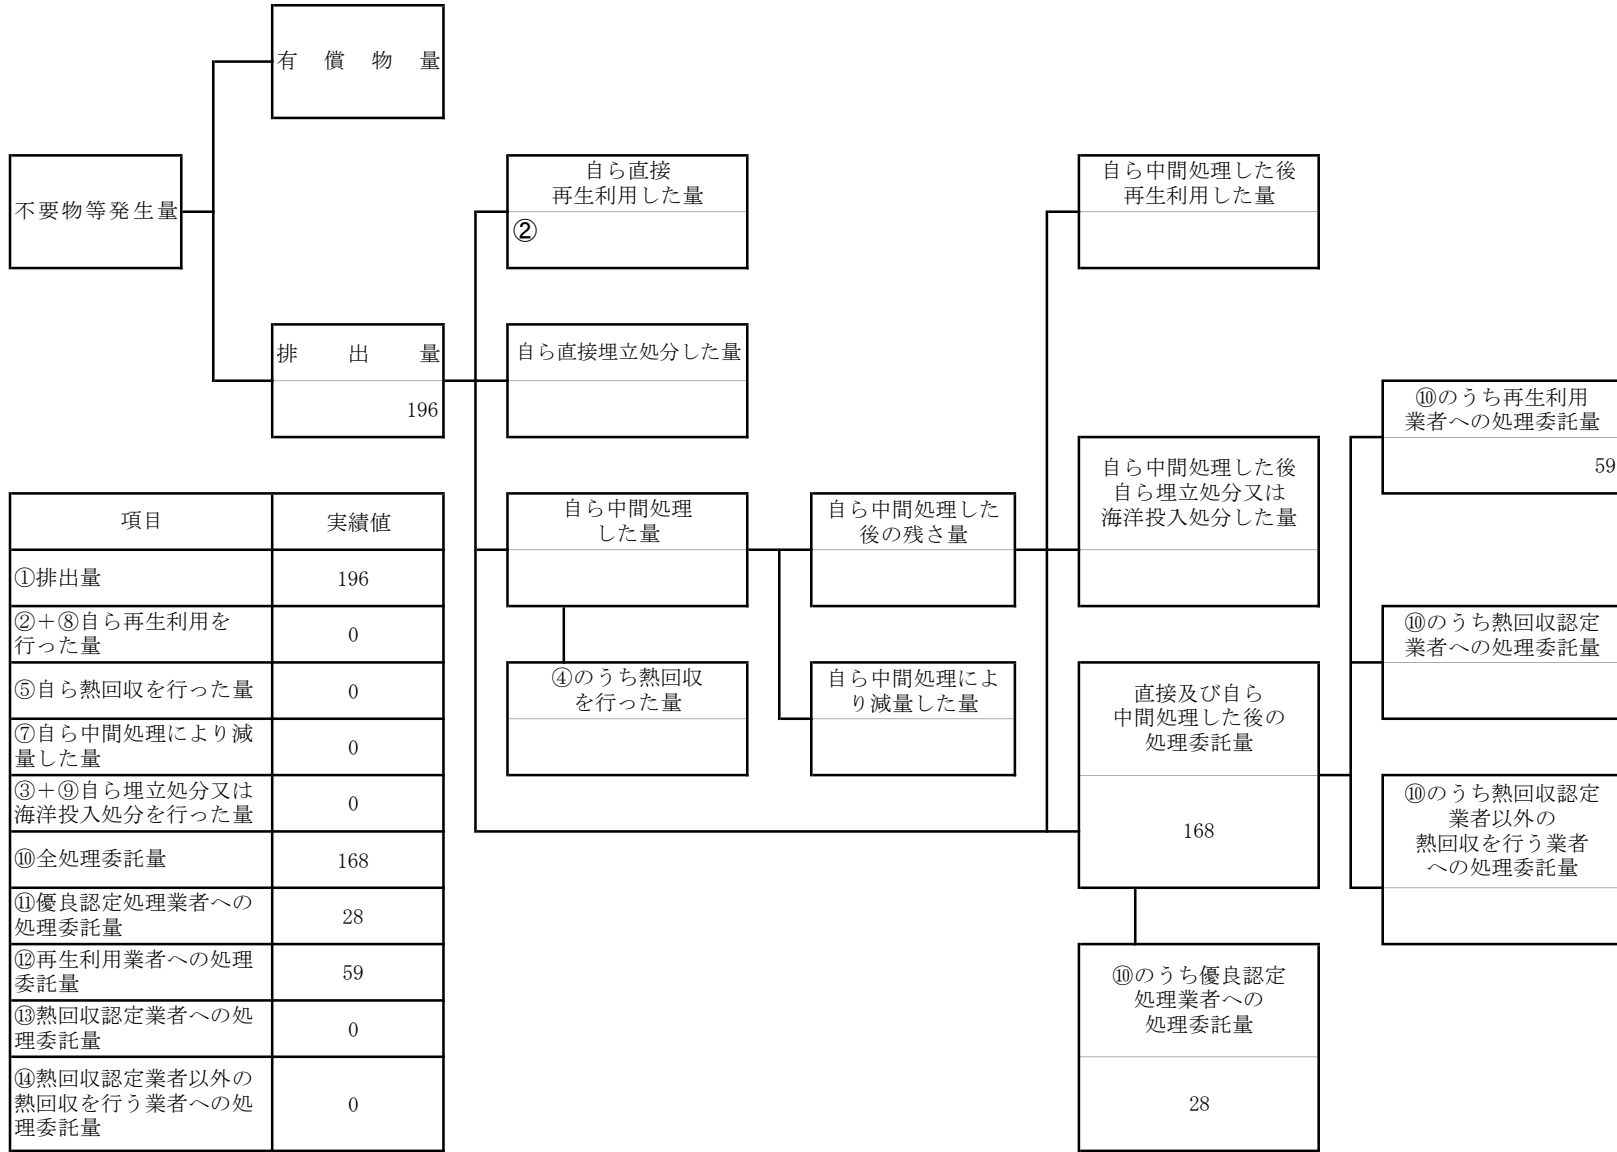 有償物量
不要物等発生量
自ら直接
再生利用した量
②
自ら中間処理した後
再生利用した量
排出量
196
自ら直接埋立処分した量
⑩のうち再生利用
業者への処理委託量
59
自ら中間処理した後
自ら埋立処分又は
海洋投入処分した量
自ら中間処理
した量
自ら中間処理した
後の残さ量
⑩のうち熱回収認定
業者への処理委託量
④のうち熱回収
を行った量
自ら中間処理によ
り減量した量
直接及び自ら
中間処理した後の
処理委託量
168
⑩のうち熱回収認定
業者以外の
熱回収を行う業者
への処理委託量
⑩のうち優良認定
処理業者への
処理委託量
28
項目 実績値
①排出量 196
②+⑧自ら再生利用を
行った量 0
⑤自ら熱回収を行った量 0
⑦自ら中間処理により減
量した量 0
③+⑨自ら埋立処分又は
海洋投入処分を行った量 0
⑩全処理委託量 168
⑪優良認定処理業者への
処理委託量 28
⑫再生利用業者への処理
委託量 59
⑬熱回収認定業者への処
理委託量 0
⑭熱回収認定業者以外の
熱回収を行う業者への処
理委託量 0